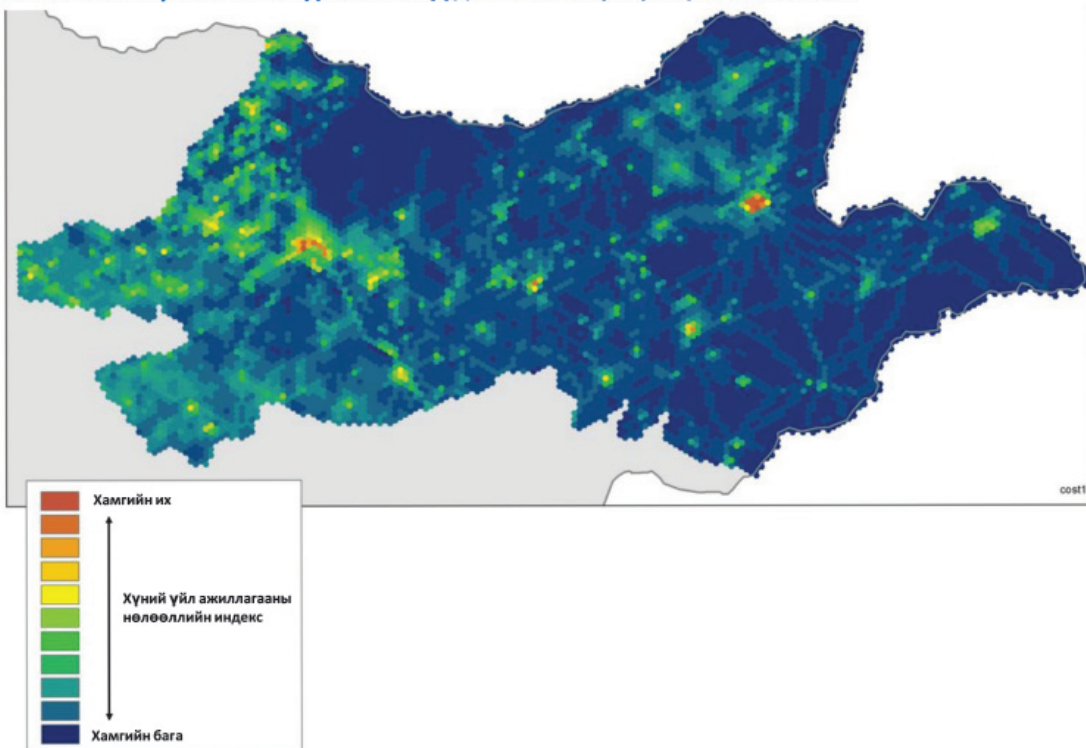 cost1
Хамгийн их
Хүний үйл ажиллагааны
нөлөөллийн индекс
Хамгийн бага